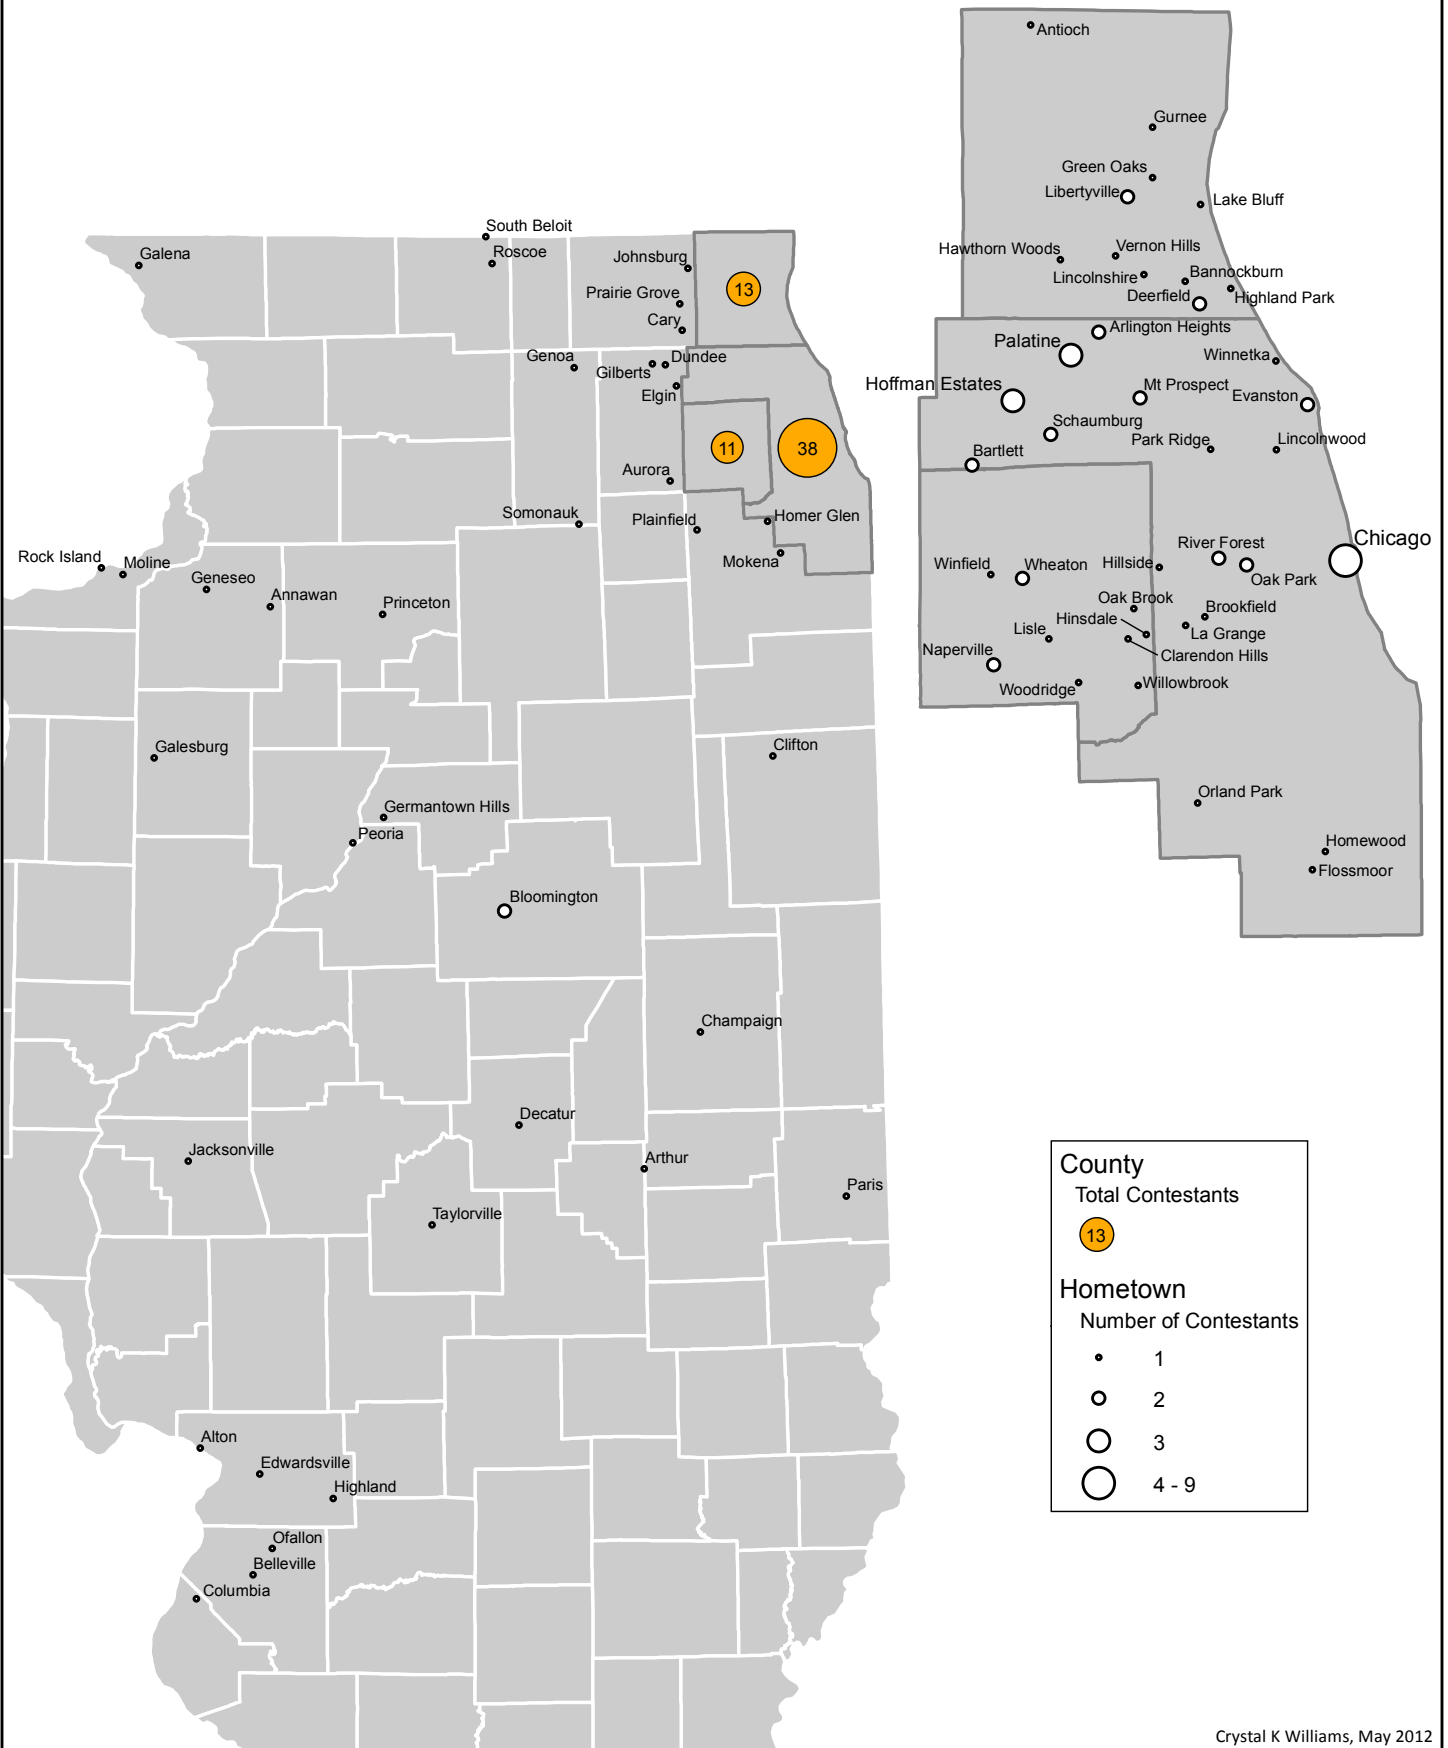 Antioch
Gurnee
Green Oaks
Libertyville
Lake Bluff
Hawthorn Woods
Vernon Hills
Lincolnshire
Bannockburn
Deerfield
Highland Park
Arlington Heights
Palatine
Winnetka
Hoffman Estates
Mt Prospect
Evanston
Schaumburg
Park Ridge
Lincolnwood
Bartlett
Chicago
River Forest
Winfield
Wheaton
Hillside
Oak Park
Oak Brook
Brookfield
Hinsdale
Lisle
La Grange
Naperville
Clarendon Hills
Woodridge
Willowbrook
Orland Park
Homewood
Flossmoor
South Beloit
Galena
Roscoe
Johnsburg
13
Prairie Grove
Cary
Genoa
Dundee
Gilberts
Elgin
11
38
Aurora
Somonauk
Plainfield
Homer Glen
Mokena
Rock Island
Moline
Geneseo
Annawan
Princeton
Galesburg
Clifton
Germantown Hills
Peoria
Bloomington
Champaign
Decatur
Jacksonville
Arthur
Paris
Taylorville
Alton
Edwardsville
Highland
Ofallon
Belleville
Columbia
County
Total Contestants
13
Hometown
Number of Contestants
1
2
3
4 - 9
Crystal K Williams, May 2012